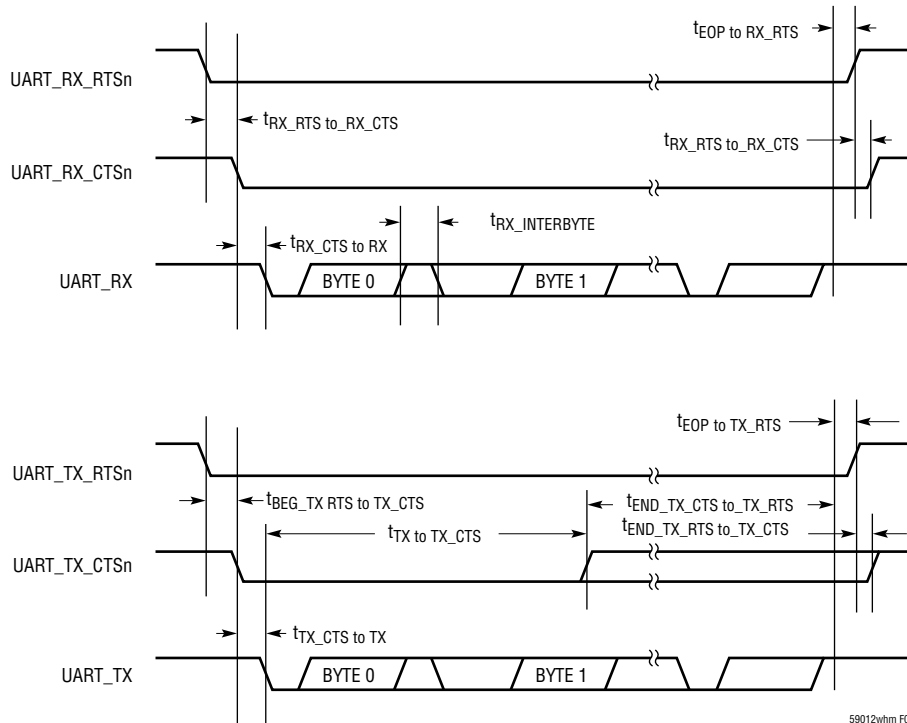 tEOP to RX_RTS
UART_RX_RTSn
tRX_RTS to_RX_CTS
tRX_RTS to_RX_CTS
UART_RX_CTSn
tRX_INTERBYTE
tRX_CTS to RX
UART_RX
BYTE 0
BYTE 1
tEOP to TX_RTS
UART_TX_RTSn
tBEG_TX RTS to TX_CTS
tEND_TX_CTS to_TX_RTS
tTX to TX_CTS
tEND_TX_RTS to_TX_CTS
UART_TX_CTSn
tTX_CTS to TX
UART_TX
BYTE 0
BYTE 1